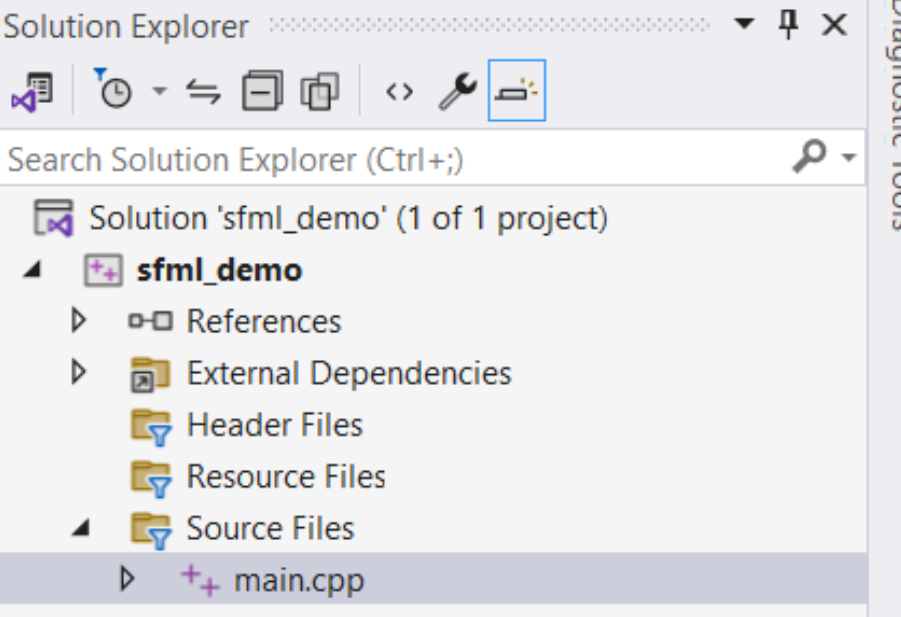 Solution Explorer
Search Solution Explorer (Ctrl+;)
Solution 'sfml_demo' (1 of 1 project)
sfml_demo
References
External Dependencies
Header Files
Resource Files
Source Files
main.cpp
Diagnostic Tools